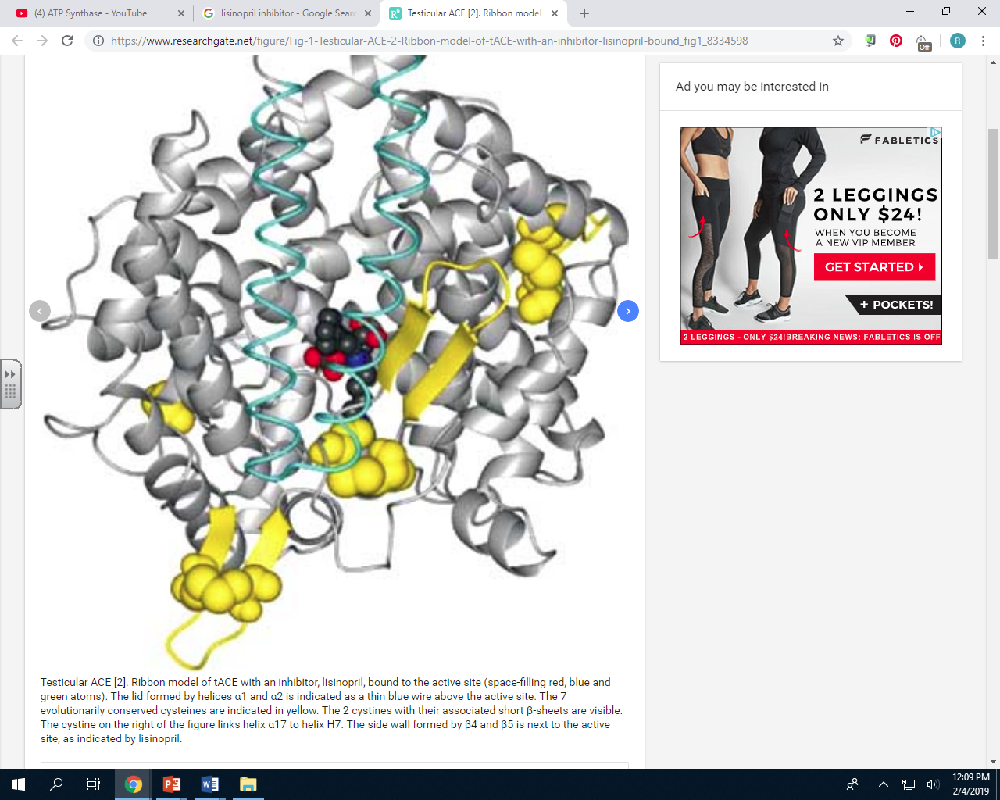 (4) ATP Synthase - YouTube
lisinopril inhibitor - Google Searc
Testicular ACE [2]. Ribbon model
https://www.researchgate.net/figure/Fig-1-Testicular-ACE-2-Ribbon-model-of-tACE-with-an-inhibitor-lisinopril-bound_fig1_8334598
Off
R
Ad you may be interested in
FABLETICS
2 LEGGINGS
ONLY $24!
WHEN YOU BECOME
A NEW VIP MEMBER
GET STARTED
+ POCKETS!
2 LEGGINGS - ONLY $24!BREAKING NEWS: FABLETICS IS OFF
Testicular ACE [2]. Ribbon model of tACE with an inhibitor, lisinopril, bound to the active site (space-filling red, blue and
green atoms). The lid formed by helices α1 and α2 is indicated as a thin blue wire above the active site. The 7
evolutionarily conserved cysteines are indicated in yellow. The 2 cystines with their associated short β-sheets are visible.
The cystine on the right of the figure links helix α17 to helix H7. The side wall formed by β4 and β5 is next to the active
site, as indicated by lisinopril.
12:09 PM
2/4/2019